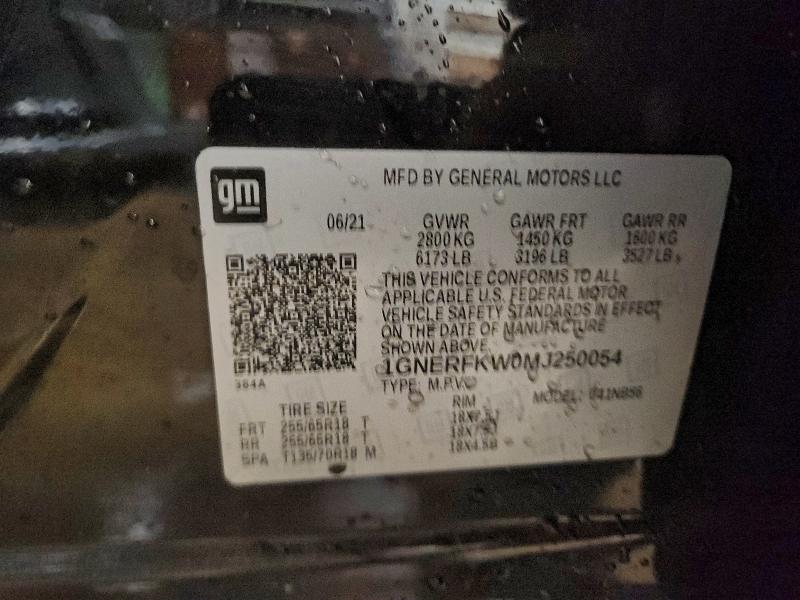 gm
MFD BY GENERAL MOTORS LLC
06/21 GVWR GAWR FRT GAWR RR
2800 KG 1450 KG 1600 KG
6173 LB 3196 LB 3527 LB
THIS VEHICLE CONFORMS TO ALL
APPLICABLE U.S. FEDERAL MOTOR
VEHICLE SAFETY STANDARDS IN EFFECT
ON THE DATE OF MANUFACTURE
SHOWN ABOVE.
1GNERFKW0MJ250054
384A
TYPE: M.P.V.
MODEL:
TIRE SIZE RIM
FRT 255/65R18 T
RR 255/65R18 T
SPA T135/70R18 M 18X4.5B